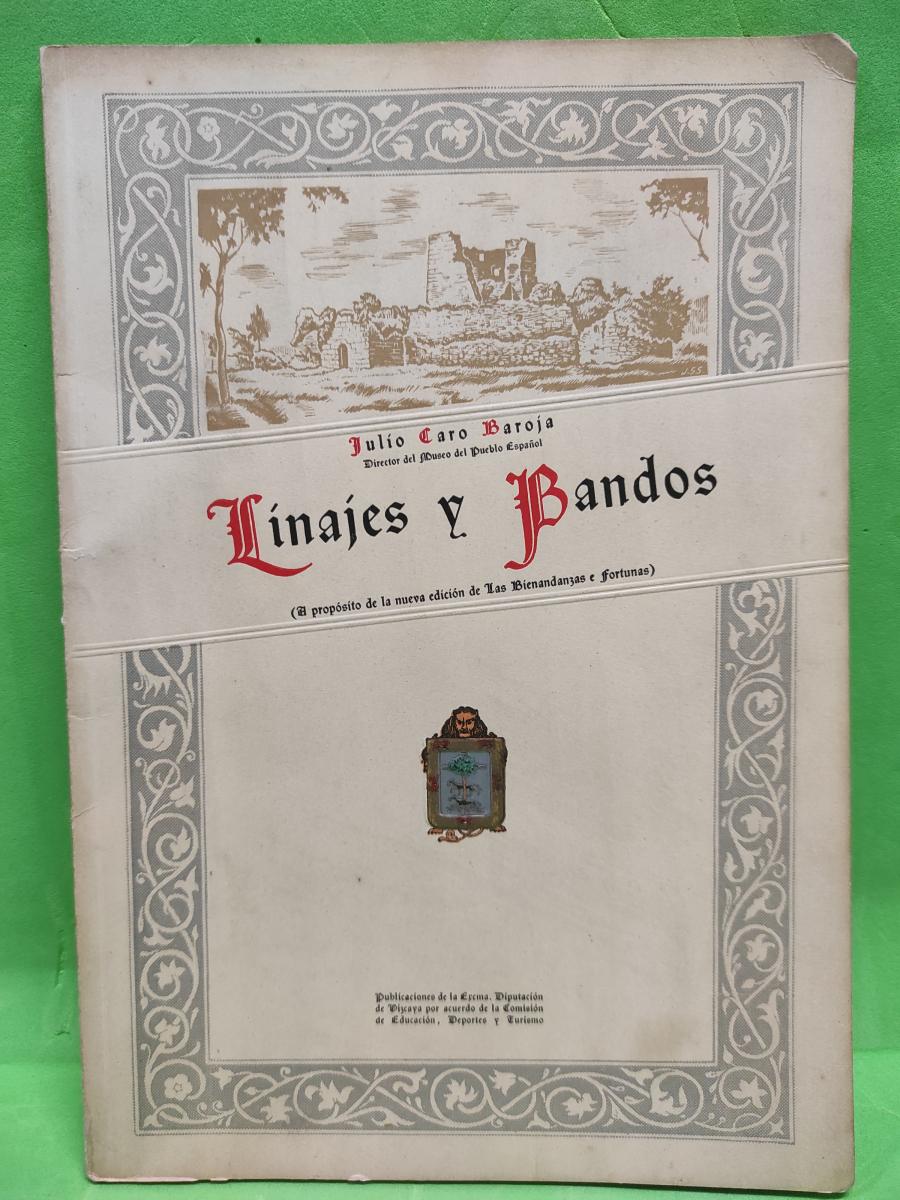 J.S.S
Julio Caro Baroja
Director del Museo del Pueblo Español
Linajes y Bandos
(A propósito de la nueva edición de Las Bienandanzas e Fortunas)
Publicaciones de la Excma. Diputación
de Vizcaya por acuerdo de la Comisión
de Educación, Deportes y Turismo